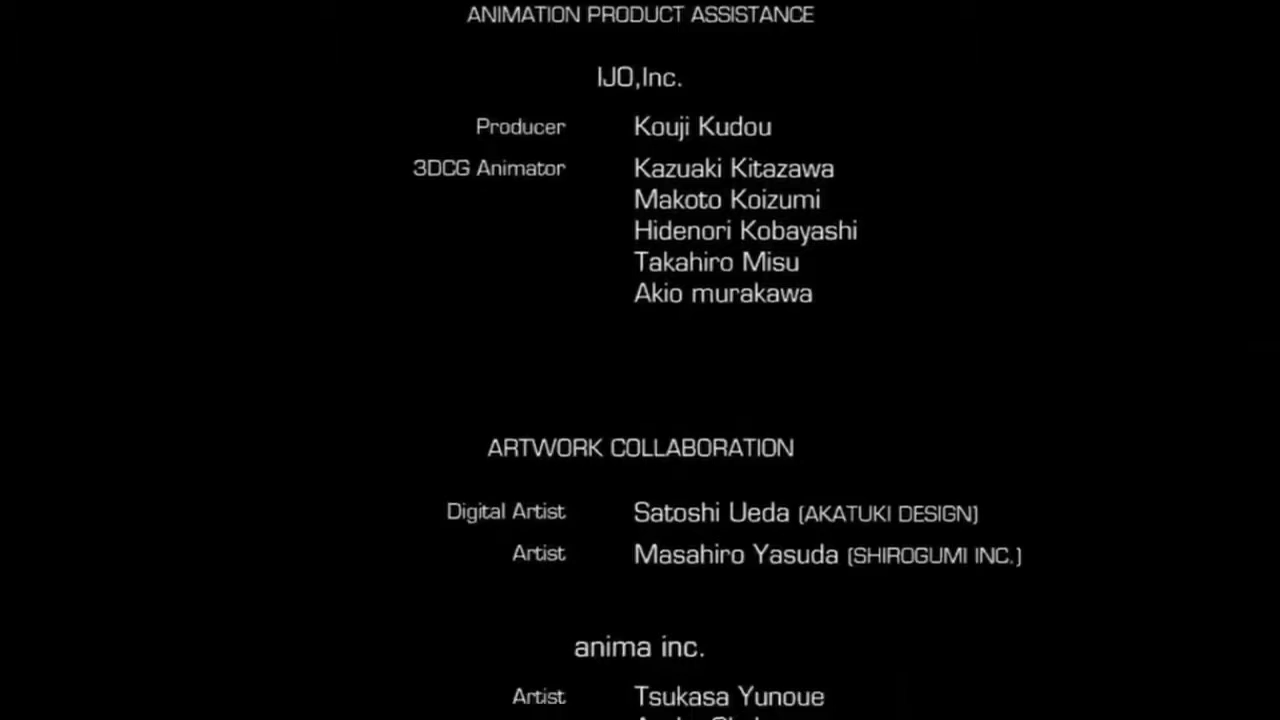 ANIMATION PRODUCT ASSISTANCE
IJO,Inc.
Producer Kouji Kudou
3DCG Animator Kazuaki Kitazawa
Makoto Koizumi
Hidenori Kobayashi
Takahiro Misu
Akio murakawa
ARTWORK COLLABORATION
Digital Artist Satoshi Ueda (AKATUKI DESIGN)
Artist Masahiro Yasuda (SHIROGUMI INC.)
anima inc.
Artist Tsukasa Yunoue